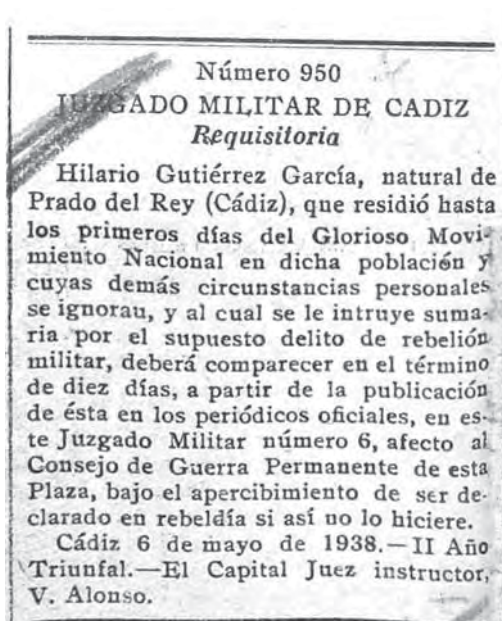 Número 950
JUZGADO MILITAR DE CADIZ
Requisitoria
Hilario Gutiérrez García, natural de
Prado del Rey (Cádiz), que residió hasta
los primeros días del Glorioso Movi-
miento Nacional en dicha población y
cuyas demás circunstancias personales
se ignorau, y al cual se le intruye suma-
ria por el supuesto delito de rebelión
militar, deberá comparecer en el término
de diez días, a partir de la publicación
de ésta en los periódicos oficiales, en es-
te Juzgado Militar número 6, afecto al
Consejo de Guerra Permanente de esta
Plaza, bajo el apercibimiento de ser de-
clarado en rebeldía si así no lo hiciere.
Cádiz 6 de mayo de 1938.—II Año
Triunfal.—El Capital Juez instructor,
V. Alonso.